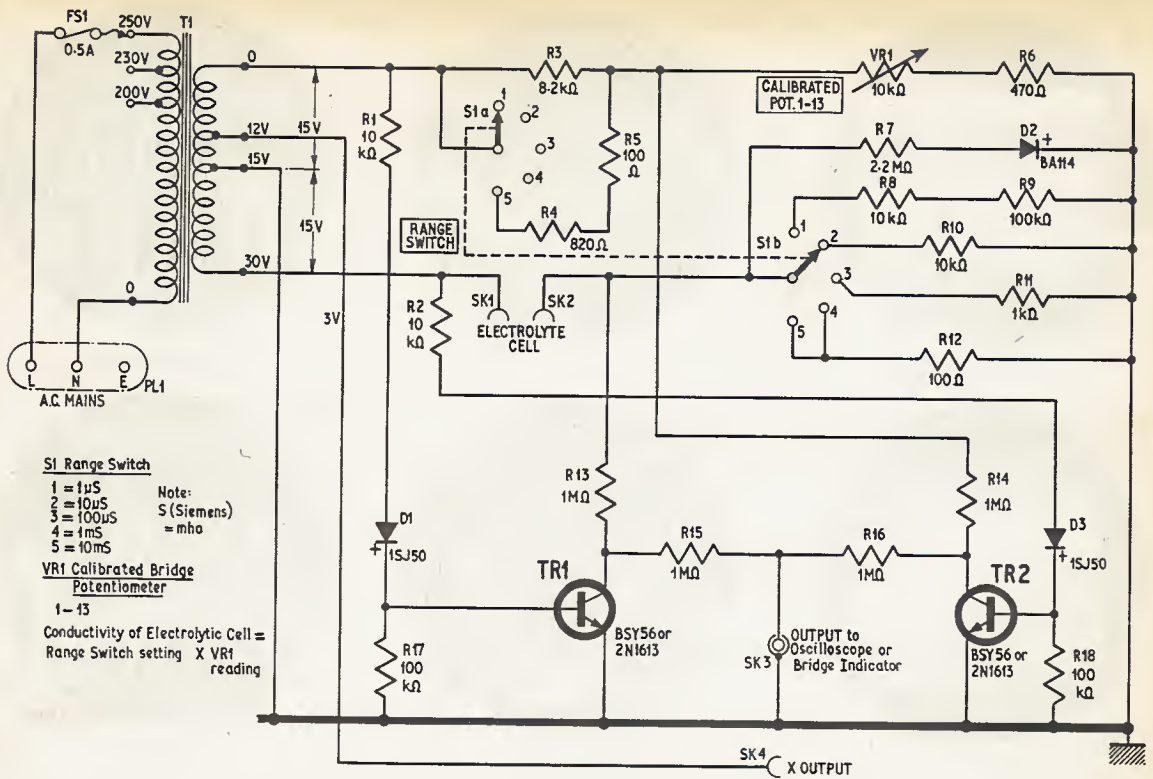 FS1
0.5A
250V
230V
200V
0
T1
0
12V
15V
30V
15V
15V
3V
L
N
E
PL1
A.C. MAINS
R1
10
kΩ
R2
10
kΩ
S1a
1
2
3
4
5
RANGE
SWITCH
R3
8·2kΩ
R5
100
Ω
R4
820Ω
SK1
SK2
ELECTROLYTE
CELL
CALIBRATED
POT. 1-13
VR1
10kΩ
R6
470Ω
R7
2·2MΩ
D2
+
BA114
R8
10kΩ
R9
100kΩ
S1b
1
2
3
4
5
R10
10kΩ
R11
1kΩ
R12
100Ω
S1 Range Switch
1 = 1µS
2 = 10µS
3 = 100µS
4 = 1mS
5 = 10mS
Note:
S (Siemens)
= mho
VR1 Calibrated Bridge
Potentiometer
1-13
Conductivity of Electrolytic Cell =
Range Switch setting X VR1
reading
D1
+
1SJ50
R13
1MΩ
R14
1MΩ
R15
1MΩ
R16
1MΩ
D3
+
1SJ50
TR1
BSY56 or
2N1613
TR2
BSY56 or
2N1613
R17
100
kΩ
R18
100
kΩ
SK3
OUTPUT to
Oscilloscope or
Bridge Indicator
SK4
X OUTPUT